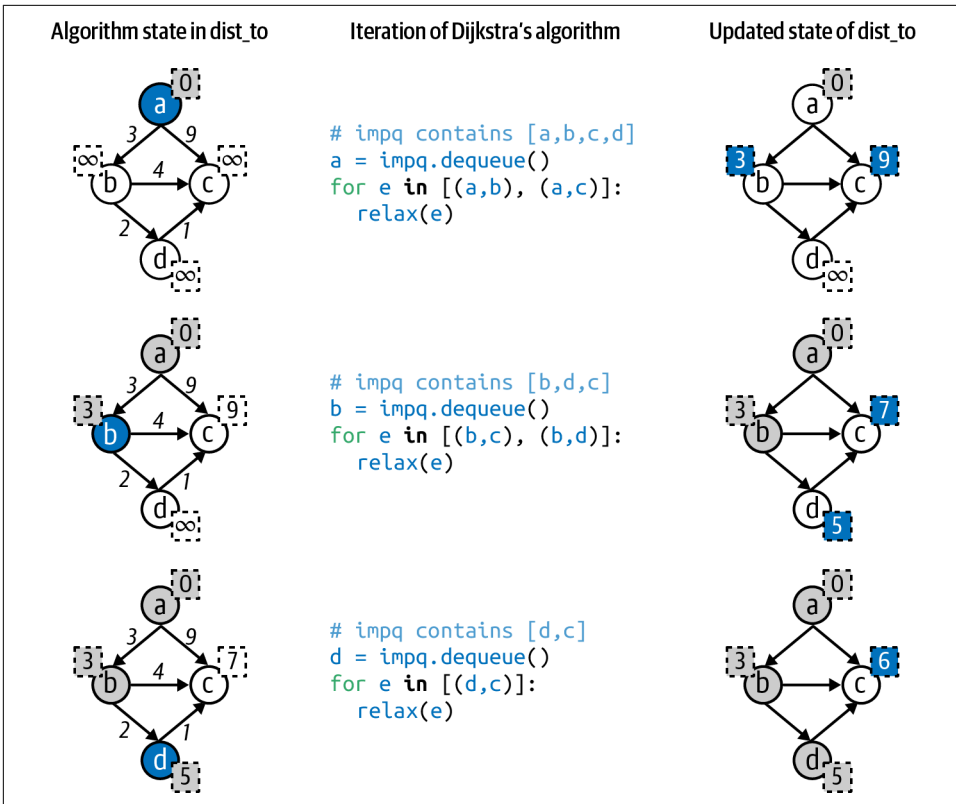 Algorithm state in dist_to Iteration of Dijkstra's algorithm Updated state of dist_to
a 0
3 9
∞ b 4 c ∞
2 1
d ∞
# impq contains [a,b,c,d]
a = impq.dequeue()
for e in [(a,b), (a,c)]:
relax(e)
a 0
3 b c 9
d ∞
a 0
3 9
3 b 4 c 9
2 1
d ∞
# impq contains [b,d,c]
b = impq.dequeue()
for e in [(b,c), (b,d)]:
relax(e)
a 0
3 b c 7
d 5
a 0
3 9
3 b 4 c 7
2 1
d 5
# impq contains [d,c]
d = impq.dequeue()
for e in [(d,c)]:
relax(e)
a 0
3 b c 6
d 5